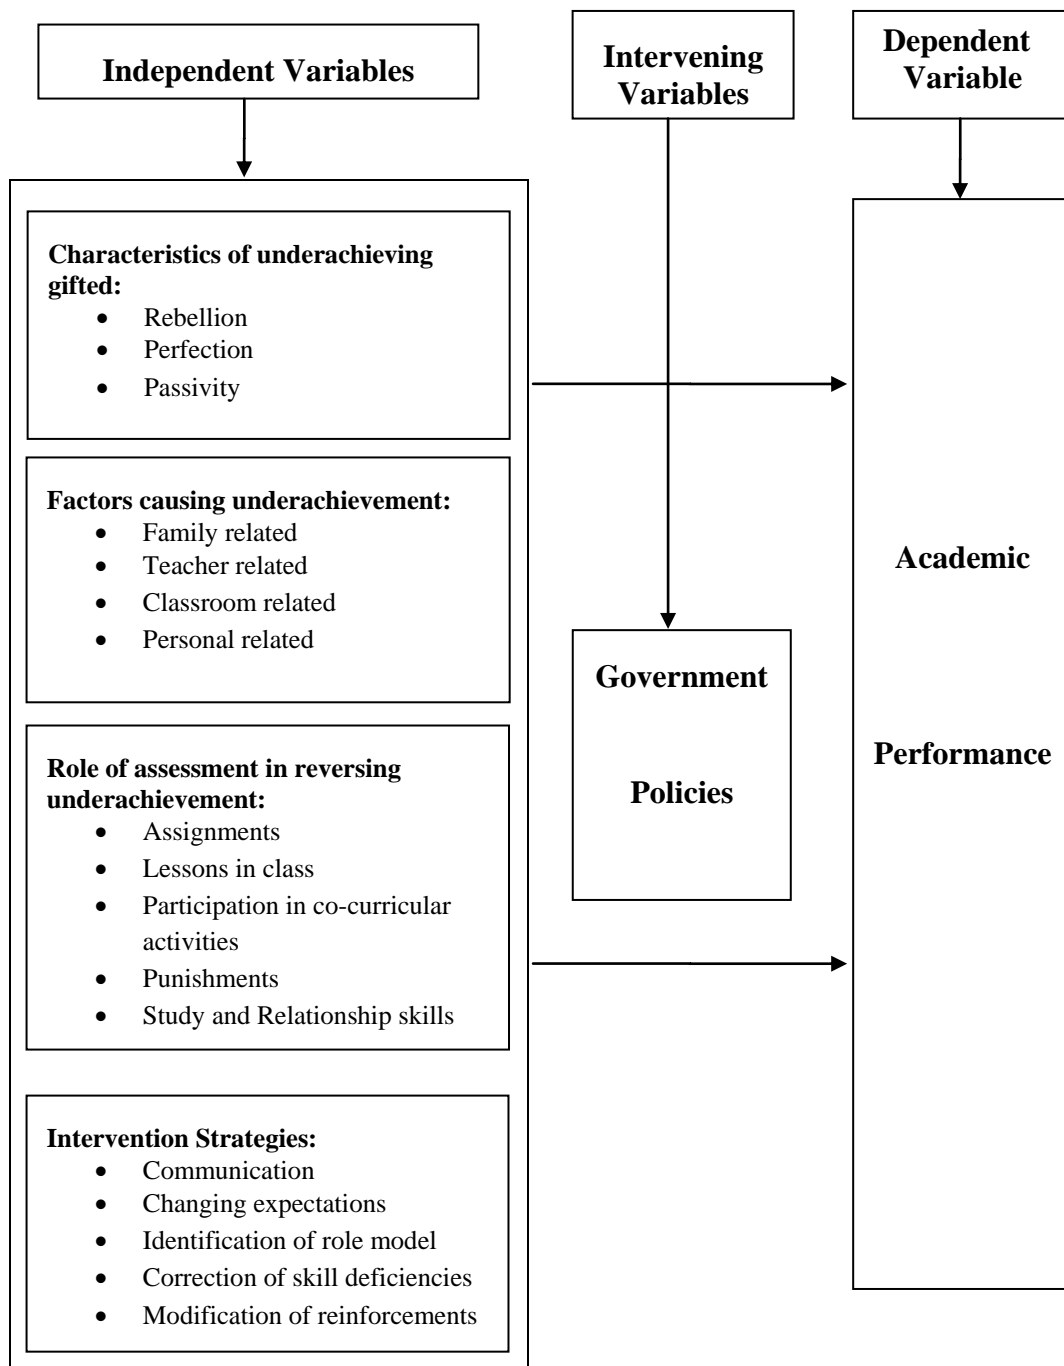 Independent Variables
Intervening
Variables
Dependent
Variable
Characteristics of underachieving
gifted:
• Rebellion
• Perfection
• Passivity
Factors causing underachievement:
• Family related
• Teacher related
• Classroom related
• Personal related
Role of assessment in reversing
underachievement:
• Assignments
• Lessons in class
• Participation in co-curricular
activities
• Punishments
• Study and Relationship skills
Intervention Strategies:
• Communication
• Changing expectations
• Identification of role model
• Correction of skill deficiencies
• Modification of reinforcements
Government
Policies
Academic
Performance